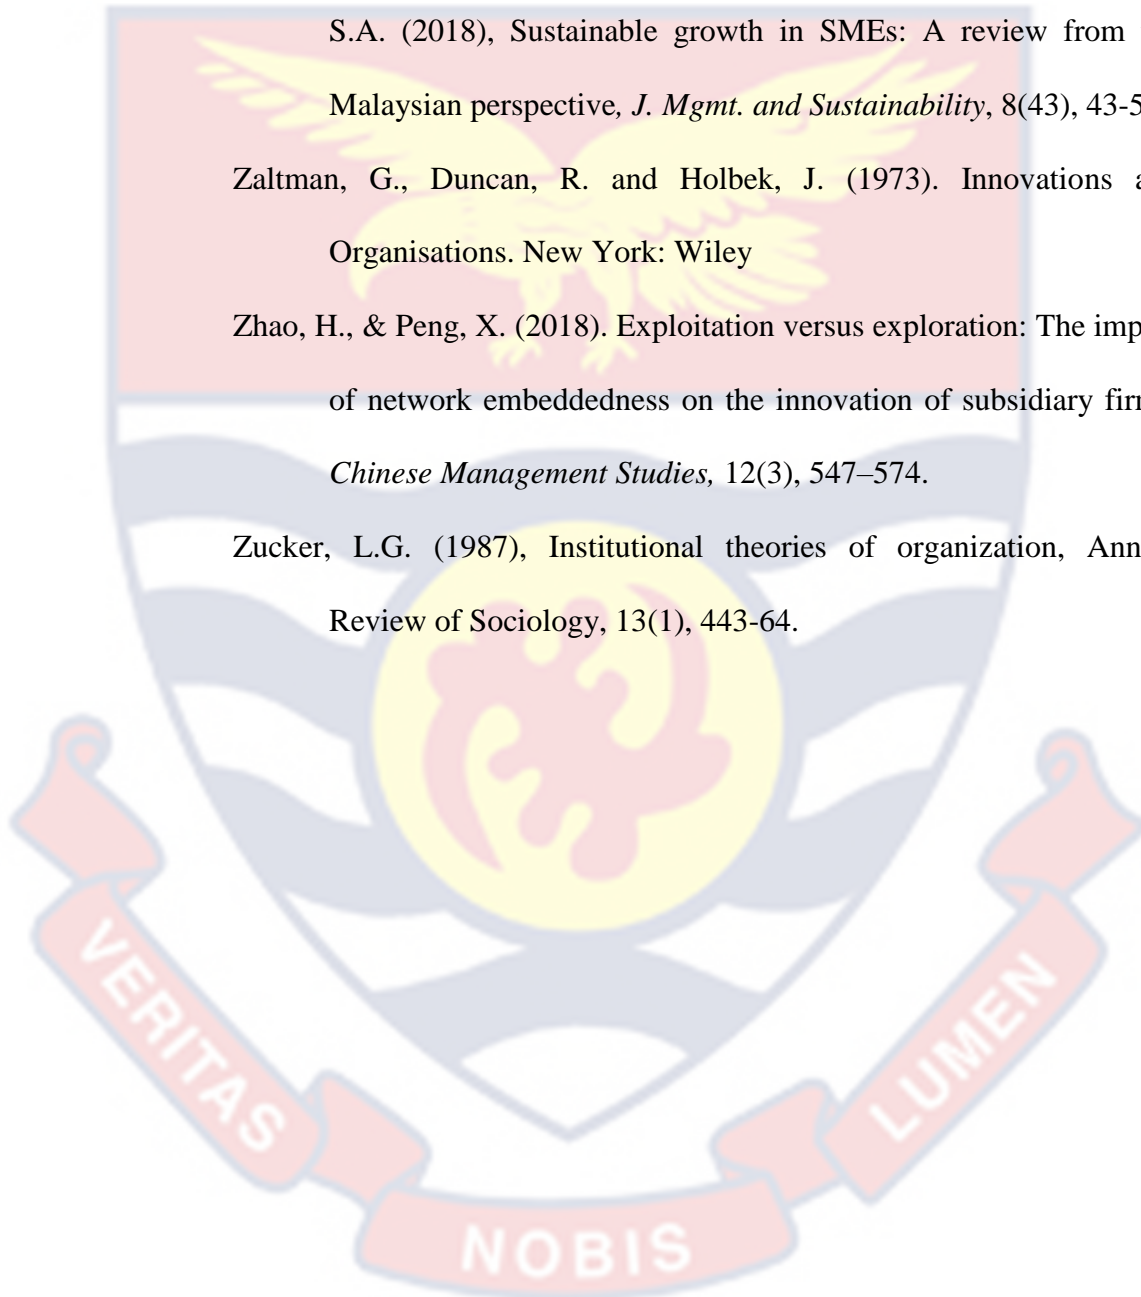 S.A. (2018), Sustainable growth in SMEs: A review from
Malaysian perspective, J. Mgmt. and Sustainability, 8(43), 43-5
Zaltman, G., Duncan, R. and Holbek, J. (1973). Innovations a
Organisations. New York: Wiley
Zhao, H., & Peng, X. (2018). Exploitation versus exploration: The imp
of network embeddedness on the innovation of subsidiary fir
Chinese Management Studies, 12(3), 547–574.
Zucker, L.G. (1987), Institutional theories of organization, Ann
Review of Sociology, 13(1), 443-64.
VERITAS
NOBIS
LUMEN